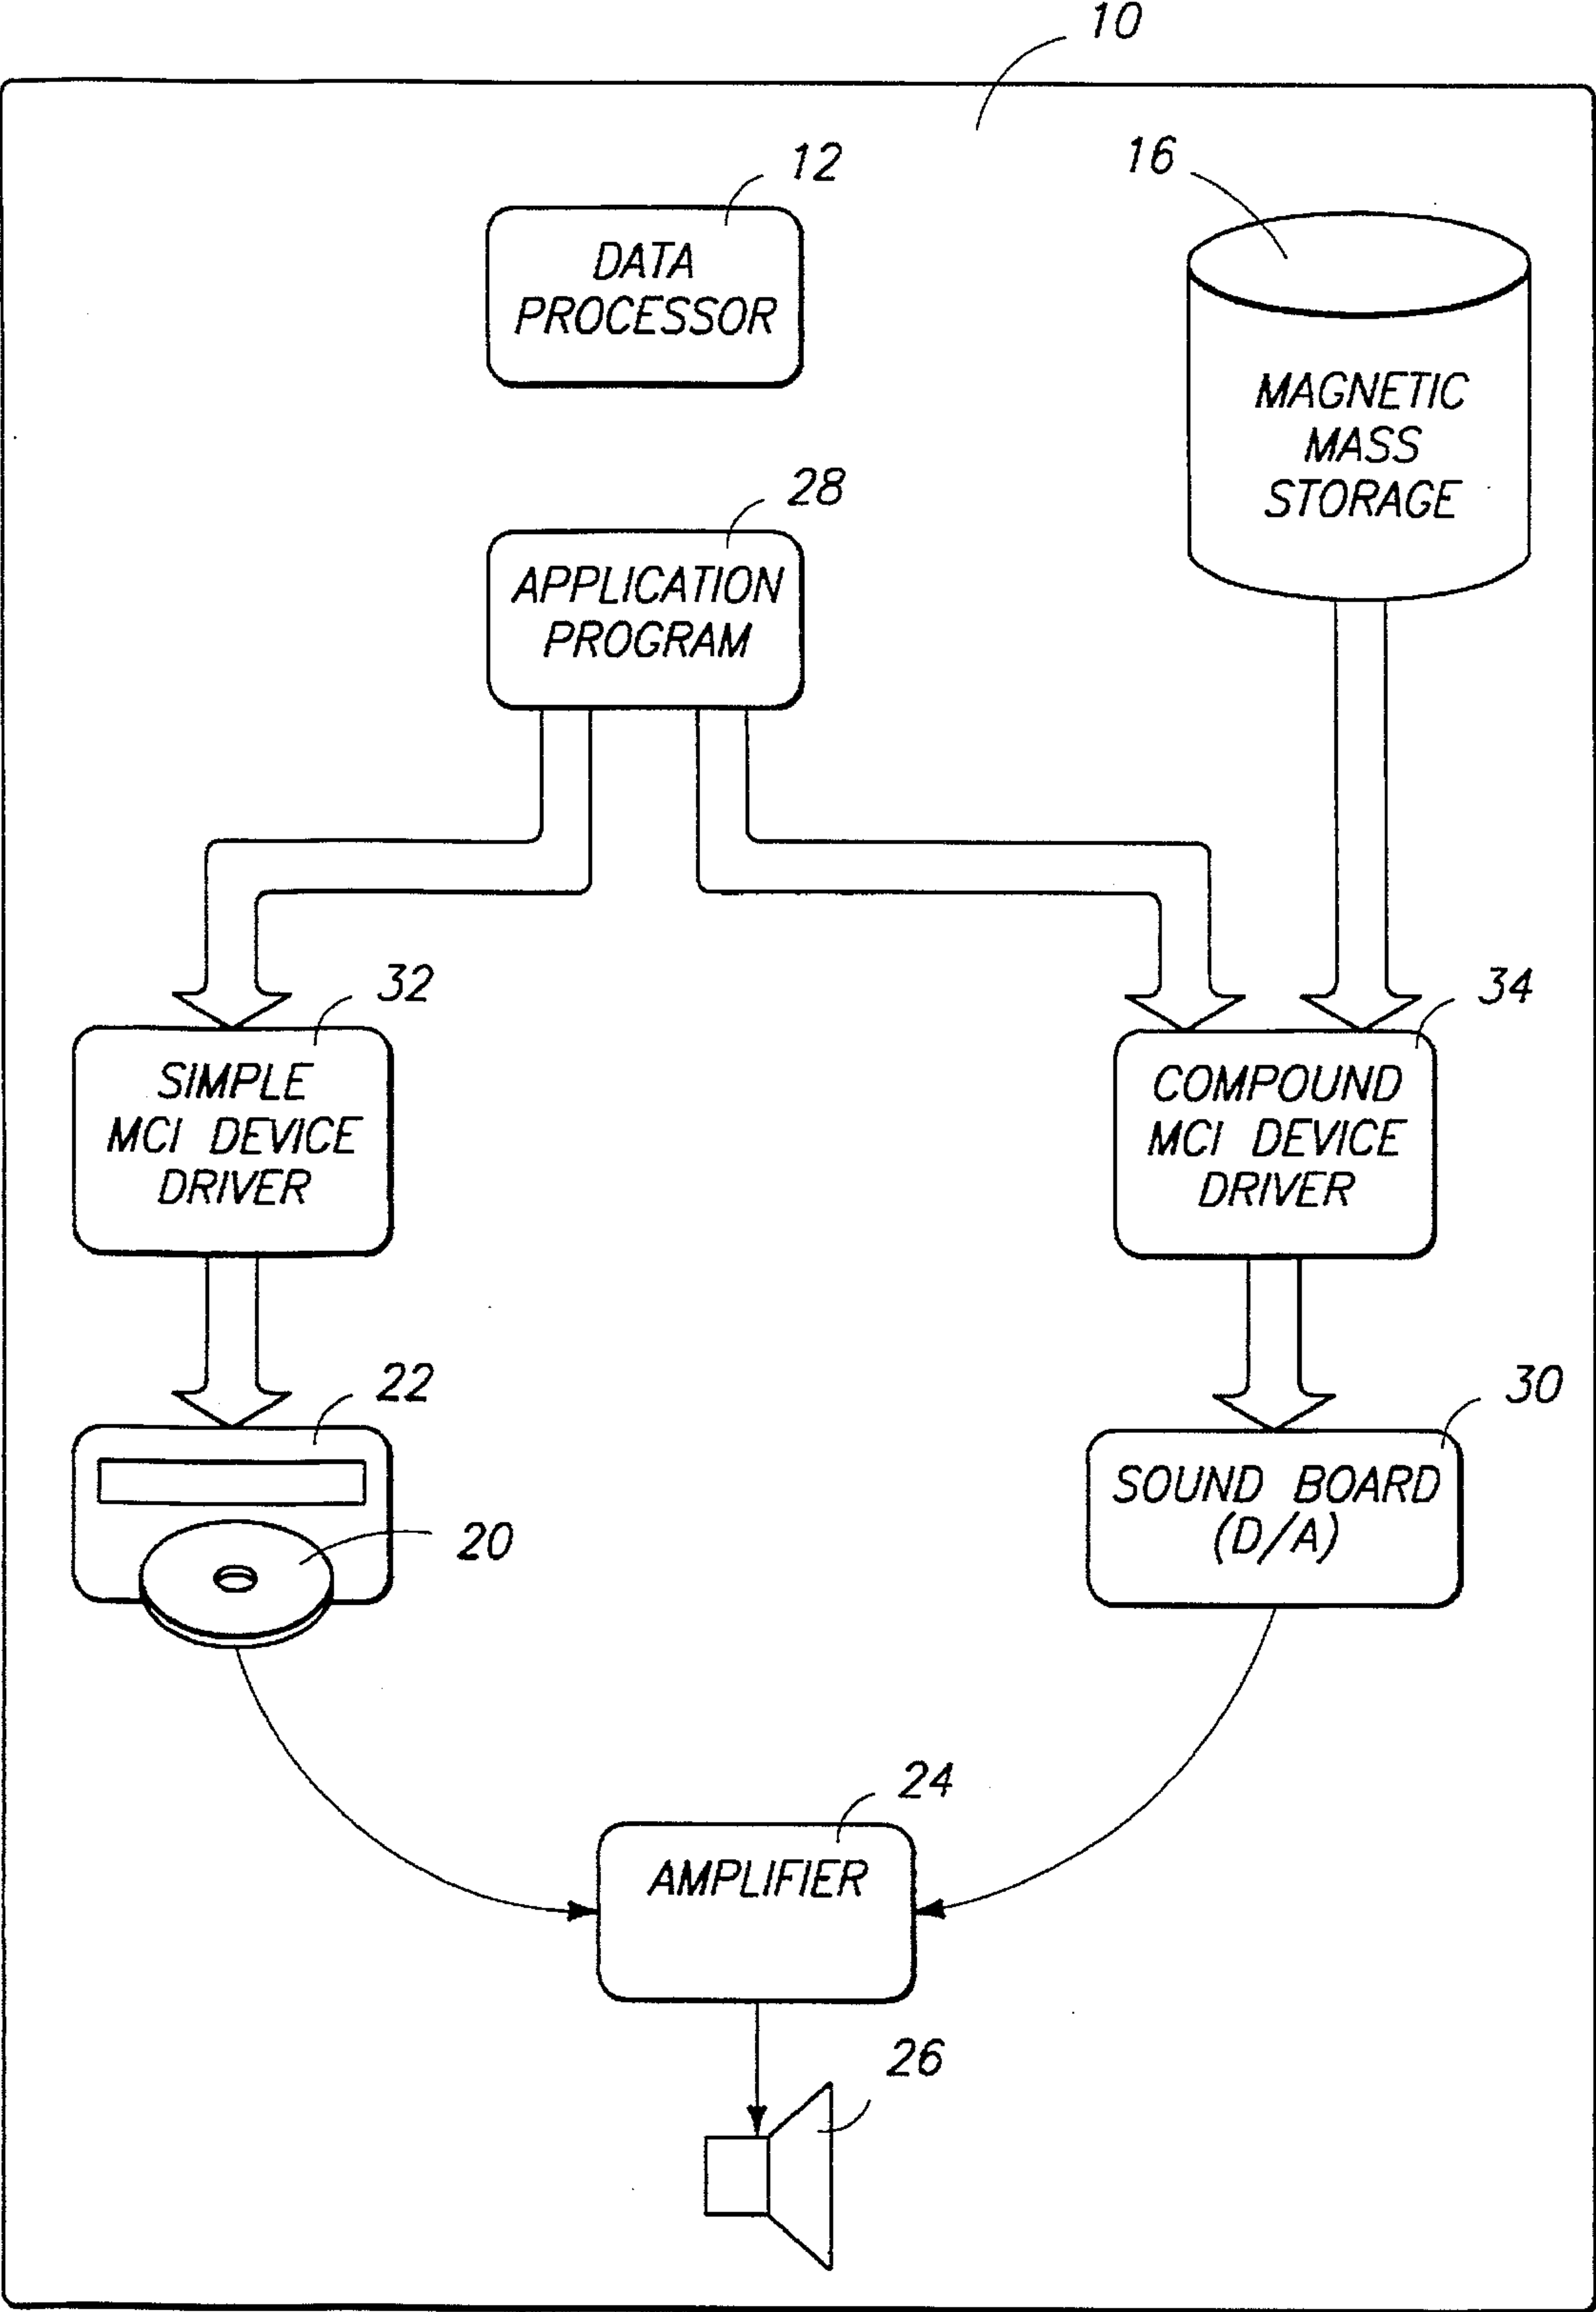 10
12
16
DATA
PROCESSOR
MAGNETIC
MASS
STORAGE
28
APPLICATION
PROGRAM
32
34
SIMPLE
MCI DEVICE
DRIVER
COMPOUND
MCI DEVICE
DRIVER
22
30
20
SOUND BOARD
(D/A)
24
AMPLIFIER
26